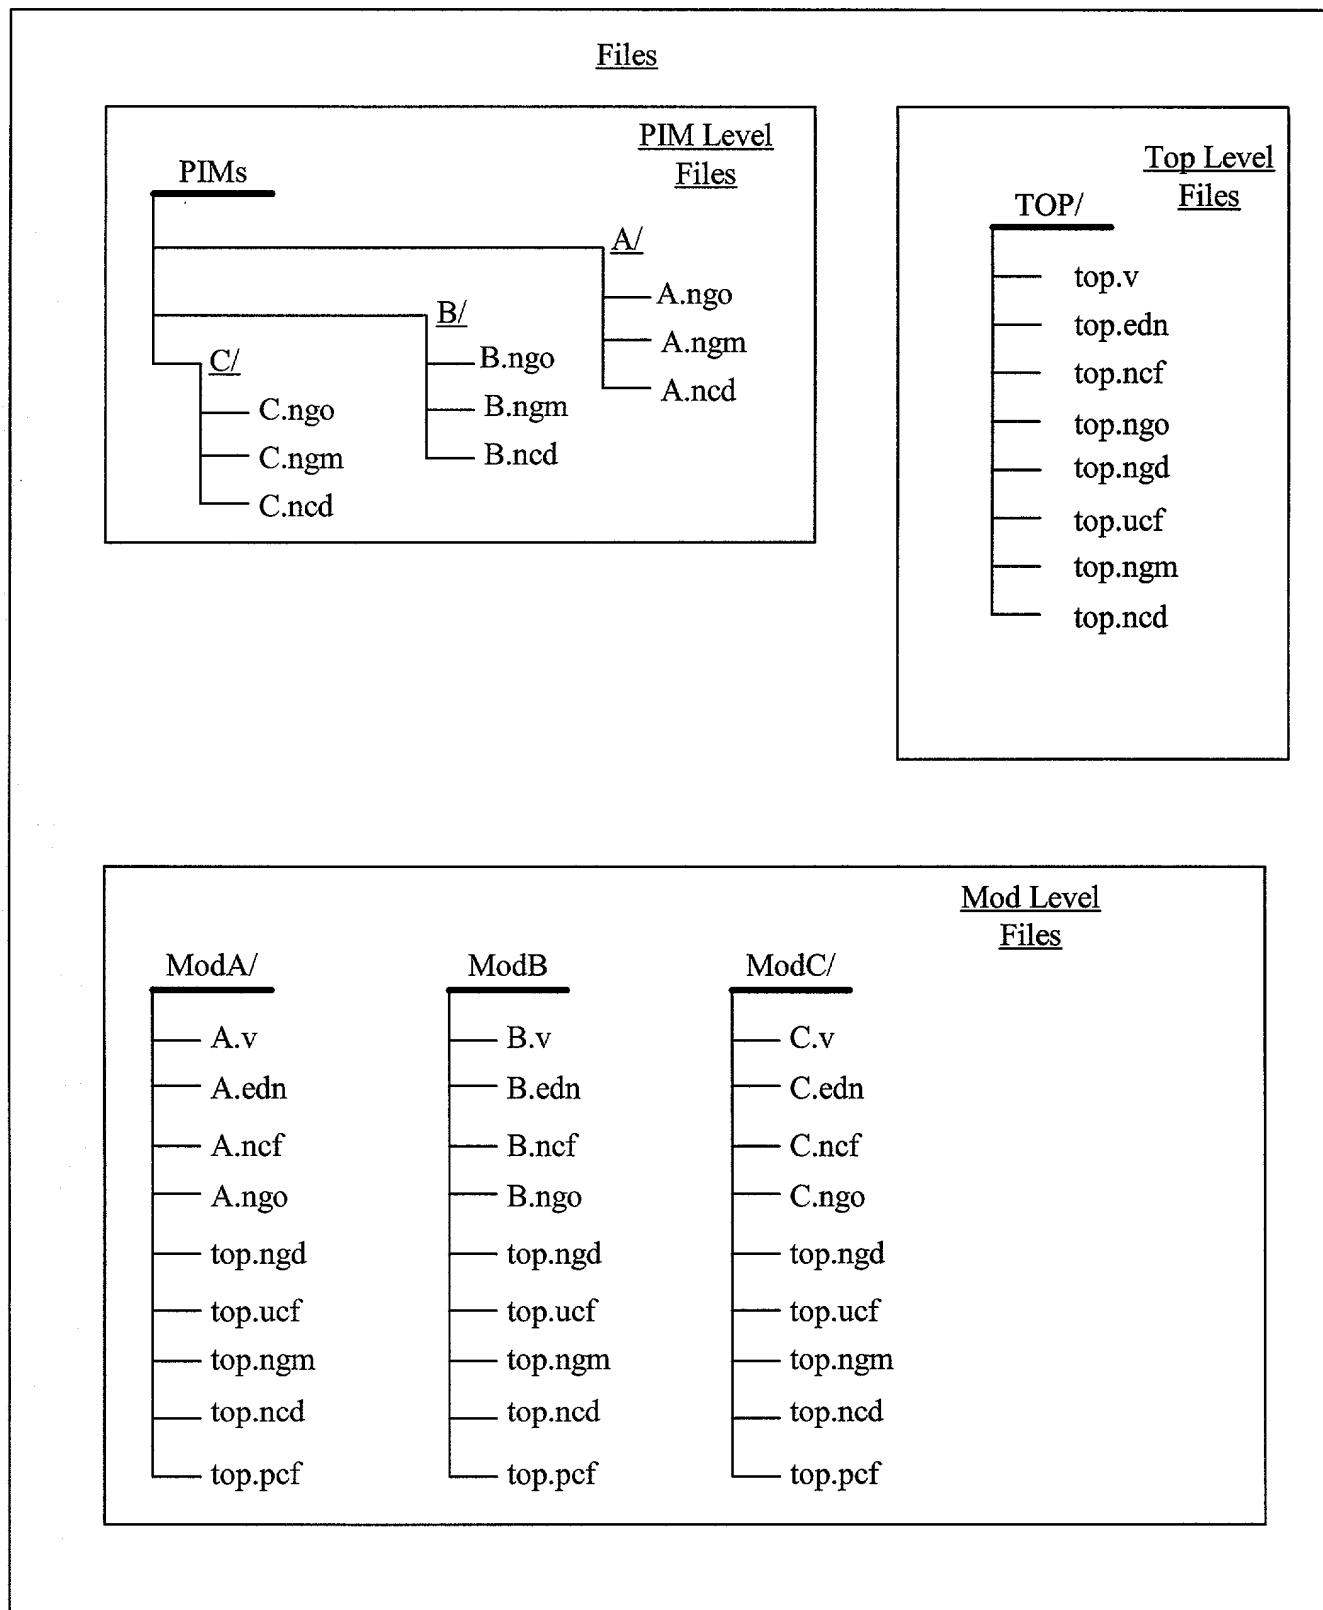 Files
PIM Level
Files
PIMs
A/
A.ngo
A.ngm
A.ncd
B/
B.ngo
B.ngm
B.ncd
C/
C.ngo
C.ngm
C.ncd
Top Level
Files
TOP/
top.v
top.edn
top.ncf
top.ngo
top.ngd
top.ucf
top.ngm
top.ncd
Mod Level
Files
ModA/
A.v
A.edn
A.ncf
A.ngo
top.ngd
top.ucf
top.ngm
top.ncd
top.pcf
ModB
B.v
B.edn
B.ncf
B.ngo
top.ngd
top.ucf
top.ngm
top.ncd
top.pcf
ModC/
C.v
C.edn
C.ncf
C.ngo
top.ngd
top.ucf
top.ngm
top.ncd
top.pcf